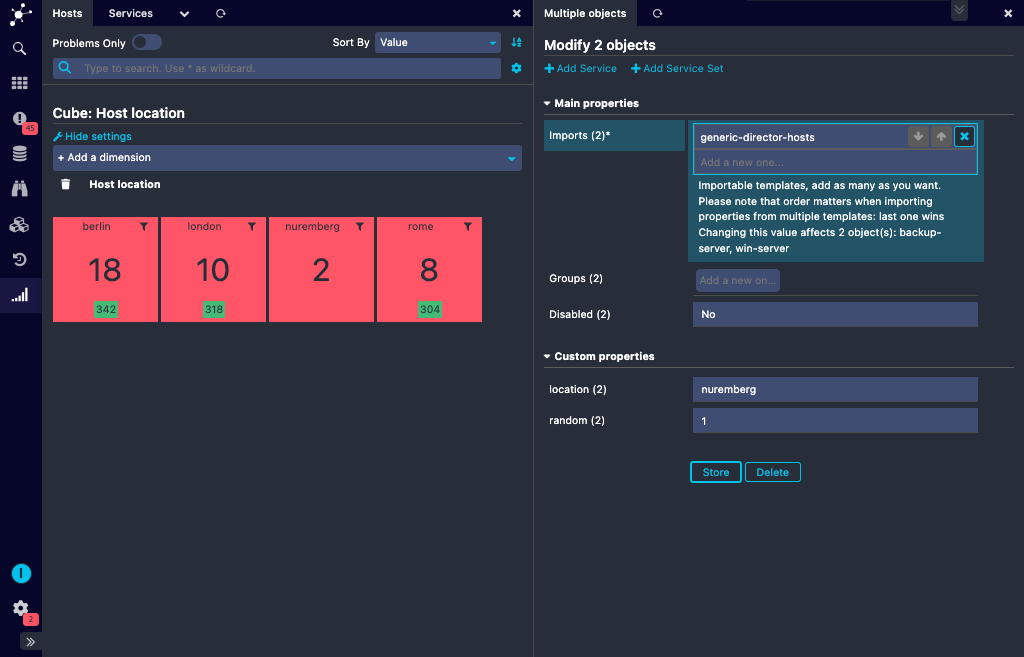 Hosts
Services
Problems Only
Sort By
Value
Type to search. Use * as wildcard.
45
Cube: Host location
Hide settings
+ Add a dimension
Host location
berlin
london
nuremberg
rome
18
10
2
8
342
318
304
I
2
Multiple objects
Modify 2 objects
Add Service
Add Service Set
Main properties
Imports (2)*
generic-director-hosts
Add a new one...
Importable templates, add as many as you want.
Please note that order matters when importing
properties from multiple templates: last one wins
Changing this value affects 2 object(s): backup-
server, win-server
Groups (2)
Add a new on...
Disabled (2)
No
Custom properties
location (2)
nuremberg
random (2)
1
Store
Delete